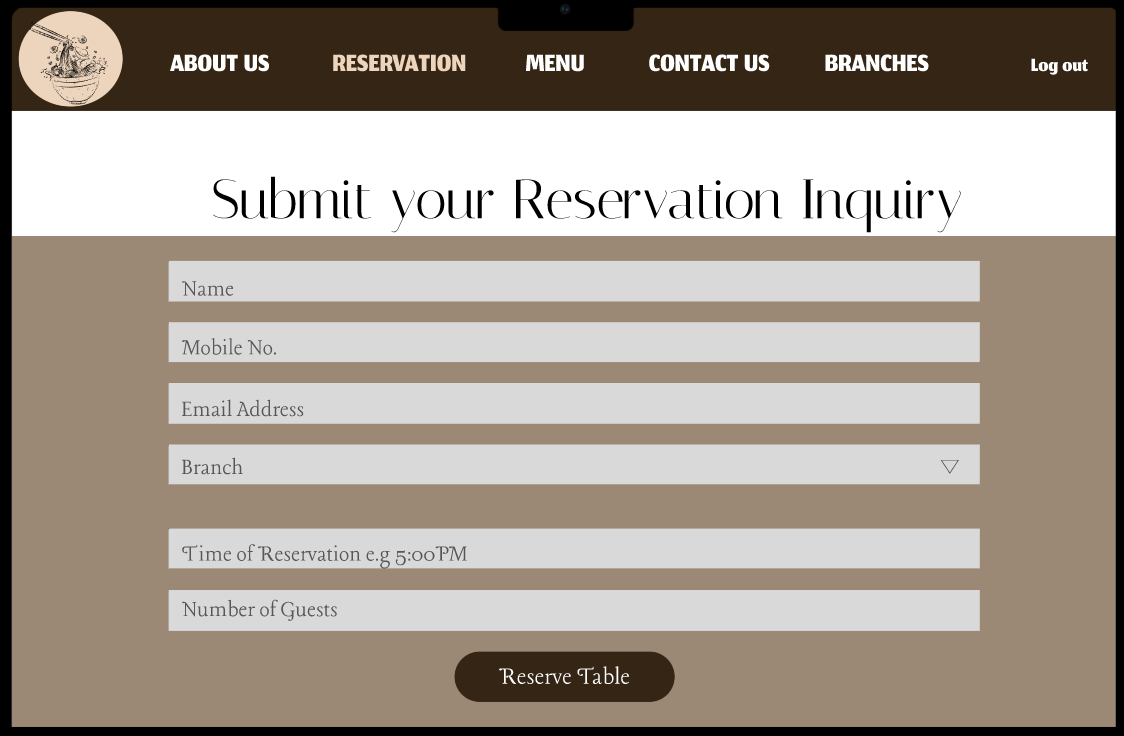 ABOUT US RESERVATION MENU CONTACT US BRANCHES Log out
Submit your Reservation Inquiry
Name
Mobile No.
Email Address
Branch
Time of Reservation e.g 5:00PM
Number of Guests
Reserve Table